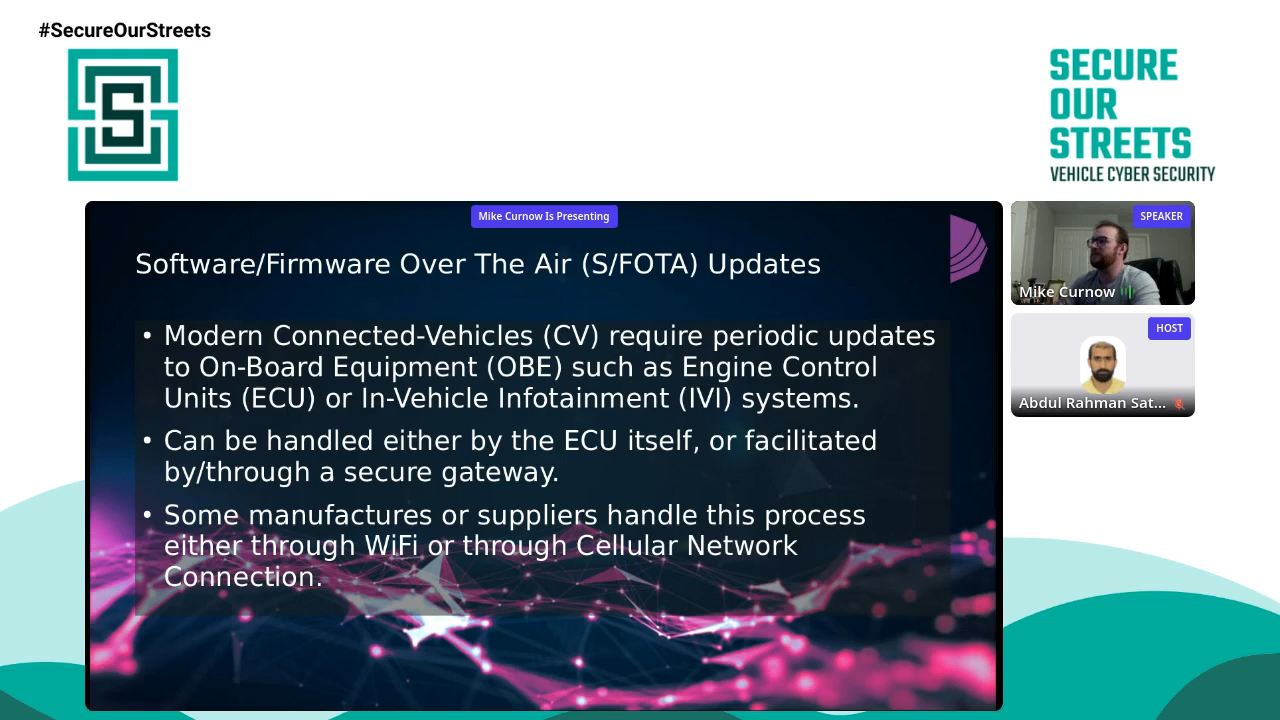 #SecureOurStreets
S
SECURE
OUR
STREETS
VEHICLE CYBER SECURITY
Mike Curnow Is Presenting
Software/Firmware Over The Air (S/FOTA) Updates
• Modern Connected-Vehicles (CV) require periodic updates
to On-Board Equipment (OBE) such as Engine Control
Units (ECU) or In-Vehicle Infotainment (IVI) systems.
• Can be handled either by the ECU itself, or facilitated
by/through a secure gateway.
• Some manufactures or suppliers handle this process
either through WiFi or through Cellular Network
Connection.
SPEAKER
Mike Curnow
HOST
Abdul Rahman Sat...